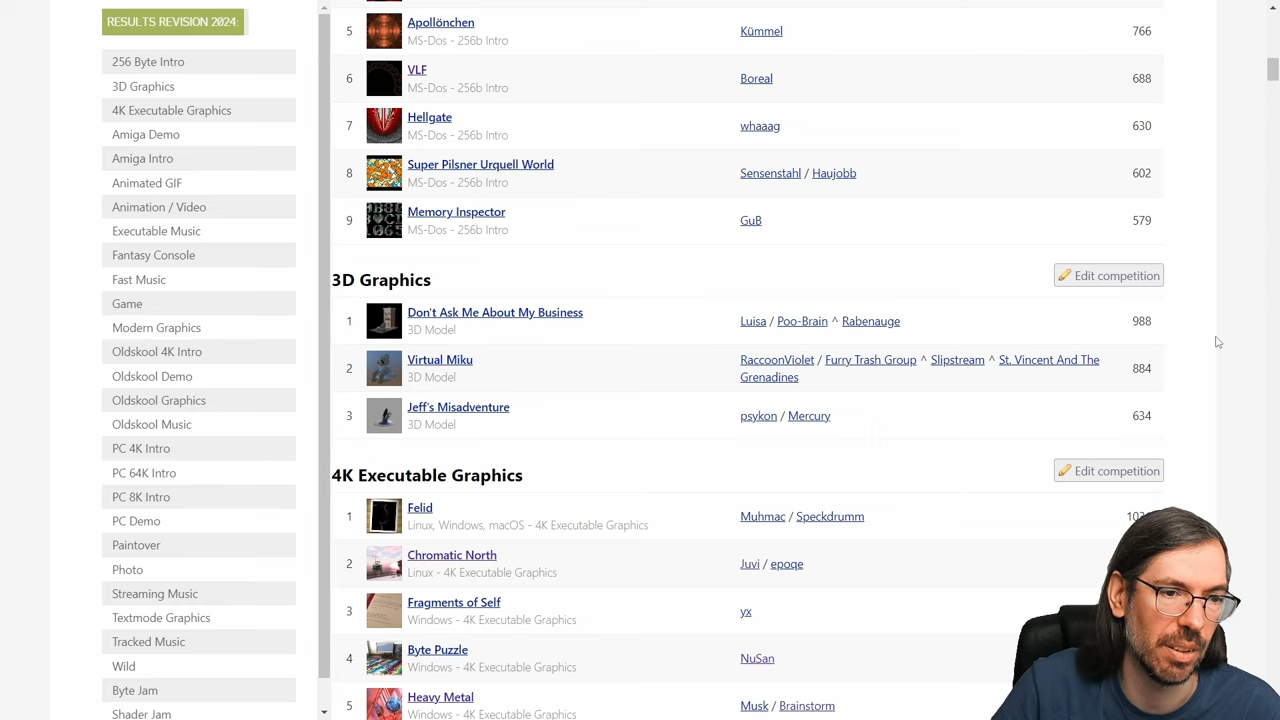 RESULTS REVISION 2024:
256 Byte Intro
3D Graphics
4K Executable Graphics
Amiga Demo
Amiga Intro
Animated GIF
Animation / Video
Executable Music
Fantasy Console
Fast Music
Game
Modern Graphics
Oldskool 4K Intro
Oldskool Demo
Oldskool Graphics
Oldskool Music
PC 4K Intro
PC 64K Intro
PC 8K Intro
PC Demo
Paintover
Photo
Streaming Music
Textmode Graphics
Tracked Music
Wild
Byte Jam
Shader Jam
5 Apollönchen Kümmel 766
MS-Dos - 256b Intro
6 VLF Boreal 688
MS-Dos - 256b Intro
7 Hellgate whaaag 630
MS-Dos - 256b Intro
8 Super Pilsner Urquell World Sensenstahl / Haujobb 602
MS-Dos - 256b Intro
9 Memory Inspector GuB 579
MS-Dos - 256b Intro
3D Graphics Edit competition
1 Don't Ask Me About My Business Luisa / Poo-Brain ^ Rabenauge 988
3D Model
2 Virtual Miku RaccoonViolet / Furry Trash Group ^ Slipstream ^ St. Vincent And The
3D Model Grenadines 884
3 Jeff's Misadventure psykon / Mercury 634
3D Model
4K Executable Graphics Edit competition
1 Felid Muhmac / Speckdrumm
Linux, Windows, macOS - 4K Executable Graphics
2 Chromatic North Juvi / epoqe
Linux - 4K Executable Graphics
3 Fragments of Self yx
Windows - 4K Executable Graphics
4 Byte Puzzle NuSan
Windows - 4K Executable Graphics
5 Heavy Metal Musk / Brainstorm
Windows - 4K Executable Graphics